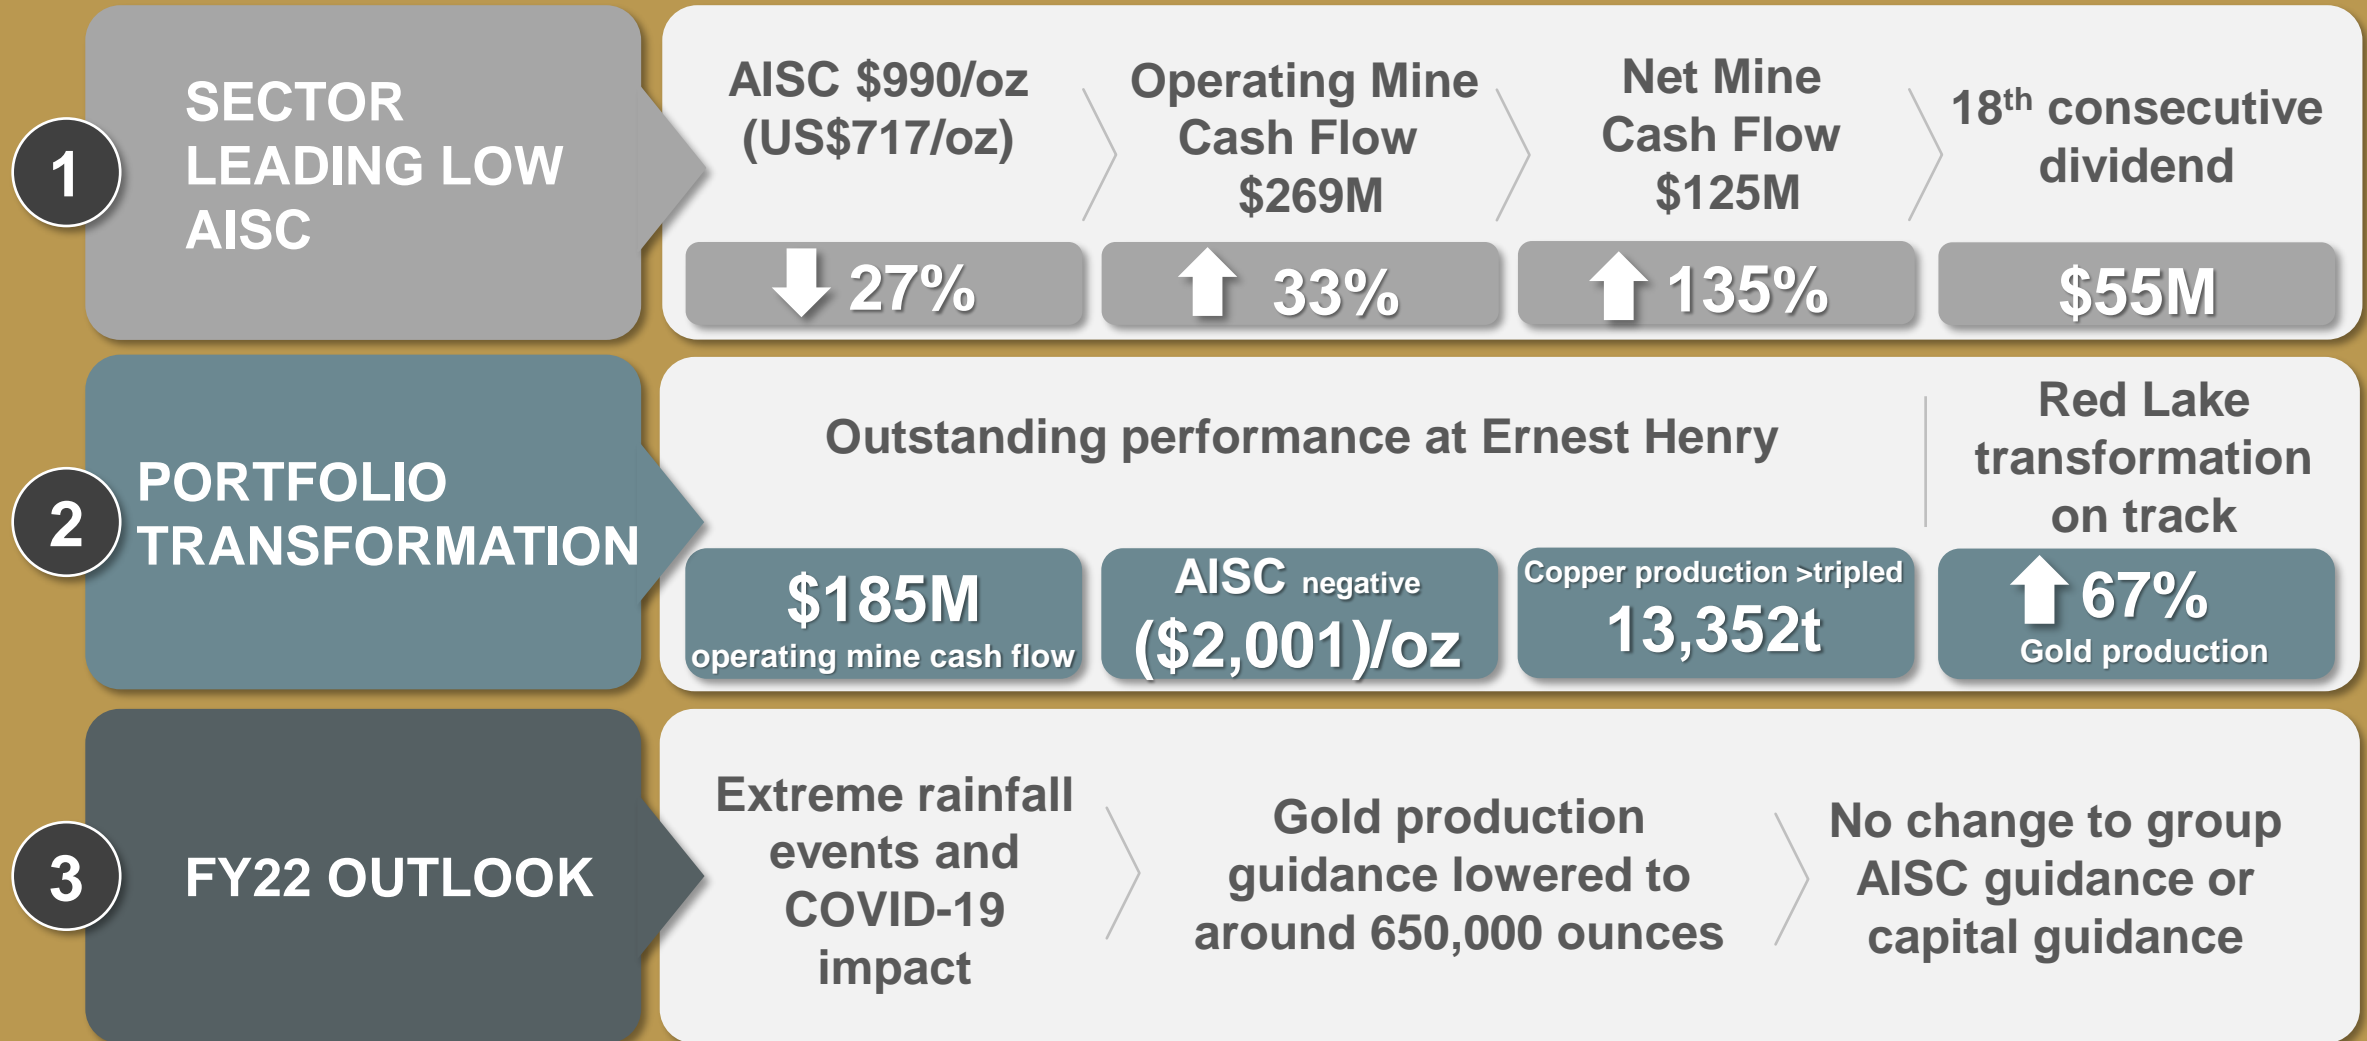 1
SECTOR
LEADING LOW
AISC
AISC $990/oz
(US$717/oz)
27%
Operating Mine
Cash Flow
$269M
33%
Net Mine
Cash Flow
$125M
135%
18th consecutive
dividend
$55M
2
PORTFOLIO
TRANSFORMATION
Outstanding performance at Ernest Henry
$185M
operating mine cash flow
AISC negative
($2,001)/oz
Copper production >tripled
13,352t
Red Lake
transformation
on track
67%
Gold production
3
FY22 OUTLOOK
Extreme rainfall
events and
COVID-19
impact
Gold production
guidance lowered to
around 650,000 ounces
No change to group
AISC guidance or
capital guidance